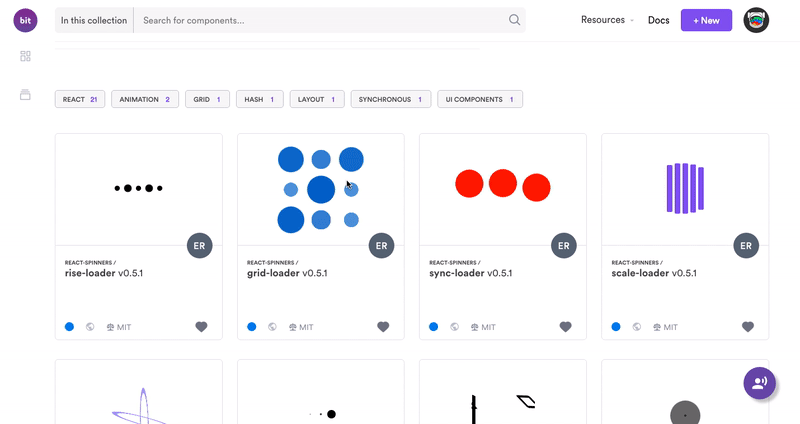 bit In this collection Search for components... Resources Docs + New
REACT 21 ANIMATION 2 GRID 1 HASH 1 LAYOUT 1 SYNCHRONOUS 1 UI COMPONENTS 1
ER ER ER ER
REACT-SPINNERS / REACT-SPINNERS / REACT-SPINNERS / REACT-SPINNERS /
rise-loader v0.5.1 grid-loader v0.5.1 sync-loader v0.5.1 scale-loader v0.5.1
MIT MIT MIT MIT